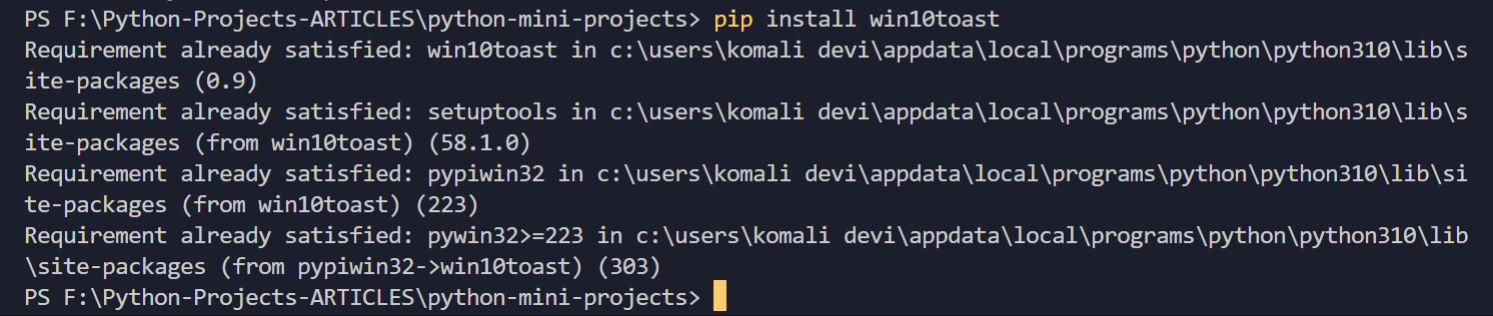 PS F:\Python-Projects-ARTICLES\python-mini-projects> pip install win10toast
Requirement already satisfied: win10toast in c:\users\komali devi\appdata\local\programs\python\python310\lib\s
ite-packages (0.9)
Requirement already satisfied: setuptools in c:\users\komali devi\appdata\local\programs\python\python310\lib\s
ite-packages (from win10toast) (58.1.0)
Requirement already satisfied: pypiwin32 in c:\users\komali devi\appdata\local\programs\python\python310\lib\si
te-packages (from win10toast) (223)
Requirement already satisfied: pywin32>=223 in c:\users\komali devi\appdata\local\programs\python\python310\lib
\site-packages (from pypiwin32->win10toast) (303)
PS F:\Python-Projects-ARTICLES\python-mini-projects>